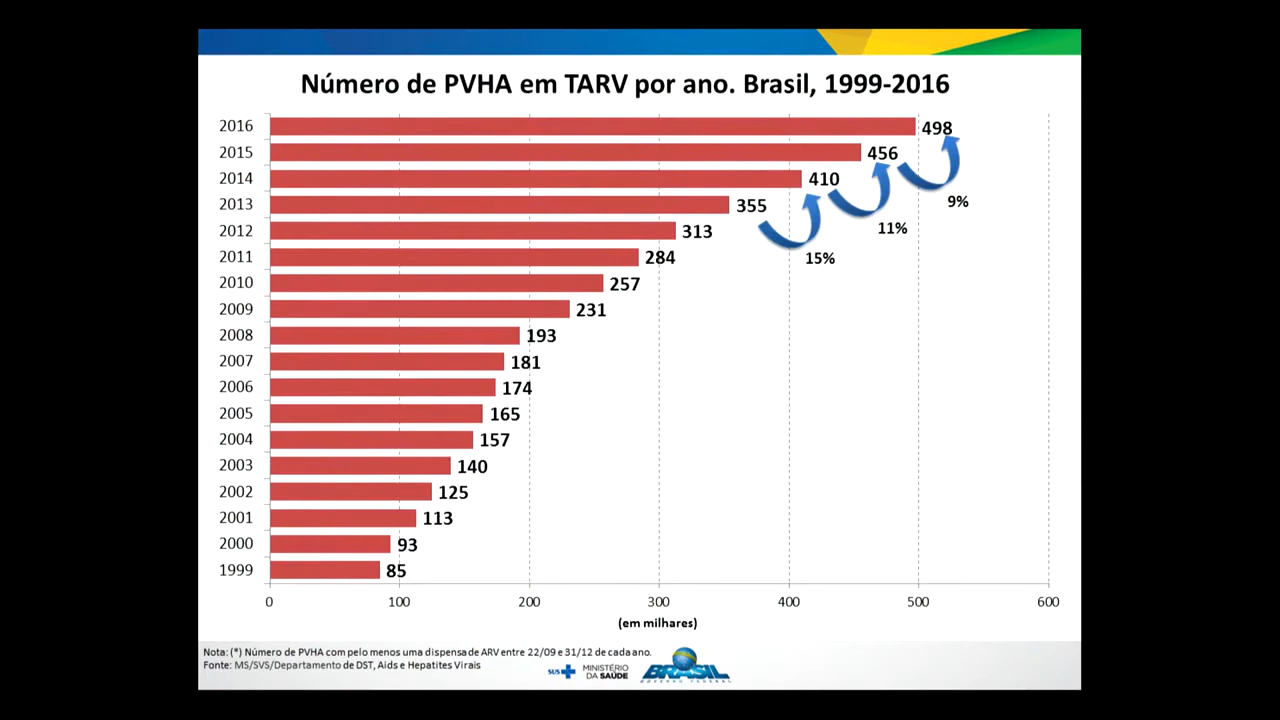 Número de PVHA em TARV por ano. Brasil, 1999-2016
2016 498
2015 456
2014 410
9%
2013 355
11%
2012 313
15%
2011 284
2010 257
2009 231
2008 193
2007 181
2006 174
2005 165
2004 157
2003 140
2002 125
2001 113
2000 93
1999 85
0 100 200 300 400 500 600
(em milhares)
Nota: (*) Número de PVHA com pelo menos uma dispensa de ARV entre 22/09 e 31/12 de cada ano.
Fonte: MS/SVS/Departamento de DST, Aids e Hepatites Virais
SUS
MINISTÉRIO
DA SAÚDE
BRASIL
GOVERNO FEDERAL